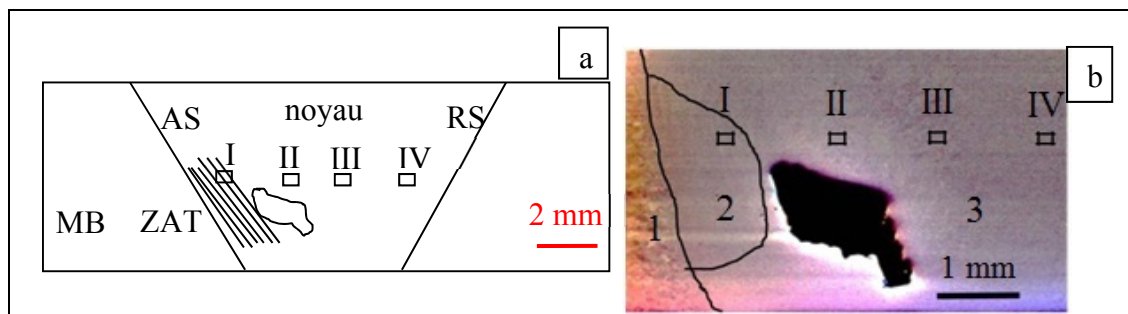 a
AS noyau RS
I II III IV
MB ZAT
2 mm
b
I II III IV
1 2 3
1 mm